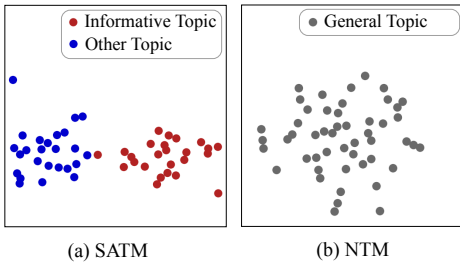 Informative Topic
Other Topic
General Topic
(a) SATM
(b) NTM